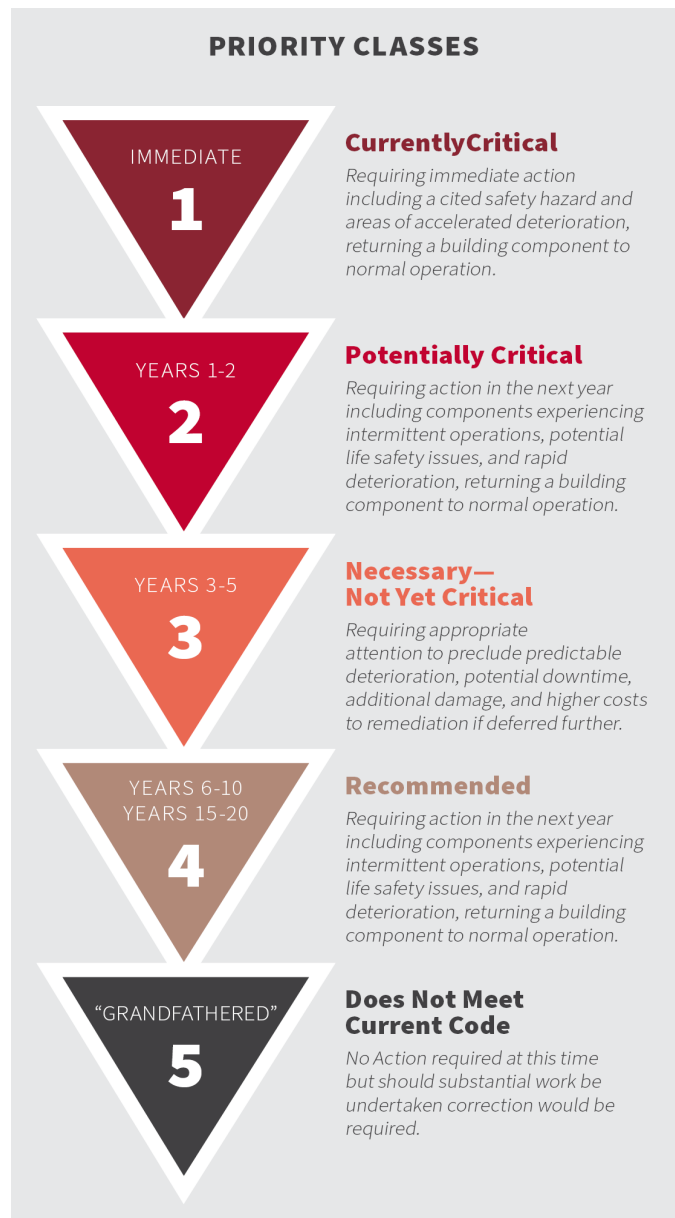 PRIORITY CLASSES
IMMEDIATE
1
CurrentlyCritical
Requiring immediate action
including a cited safety hazard and
areas of accelerated deterioration,
returning a building component to
normal operation.
YEARS 1-2
2
Potentially Critical
Requiring action in the next year
including components experiencing
intermittent operations, potential
life safety issues, and rapid
deterioration, returning a building
component to normal operation.
YEARS 3-5
3
Necessary—
Not Yet Critical
Requiring appropriate
attention to preclude predictable
deterioration, potential downtime,
additional damage, and higher costs
to remediation if deferred further.
YEARS 6-10
YEARS 15-20
4
Recommended
Requiring action in the next year
including components experiencing
intermittent operations, potential
life safety issues, and rapid
deterioration, returning a building
component to normal operation.
“GRANDFATHERED”
5
Does Not Meet
Current Code
No Action required at this time
but should substantial work be
undertaken correction would be
required.